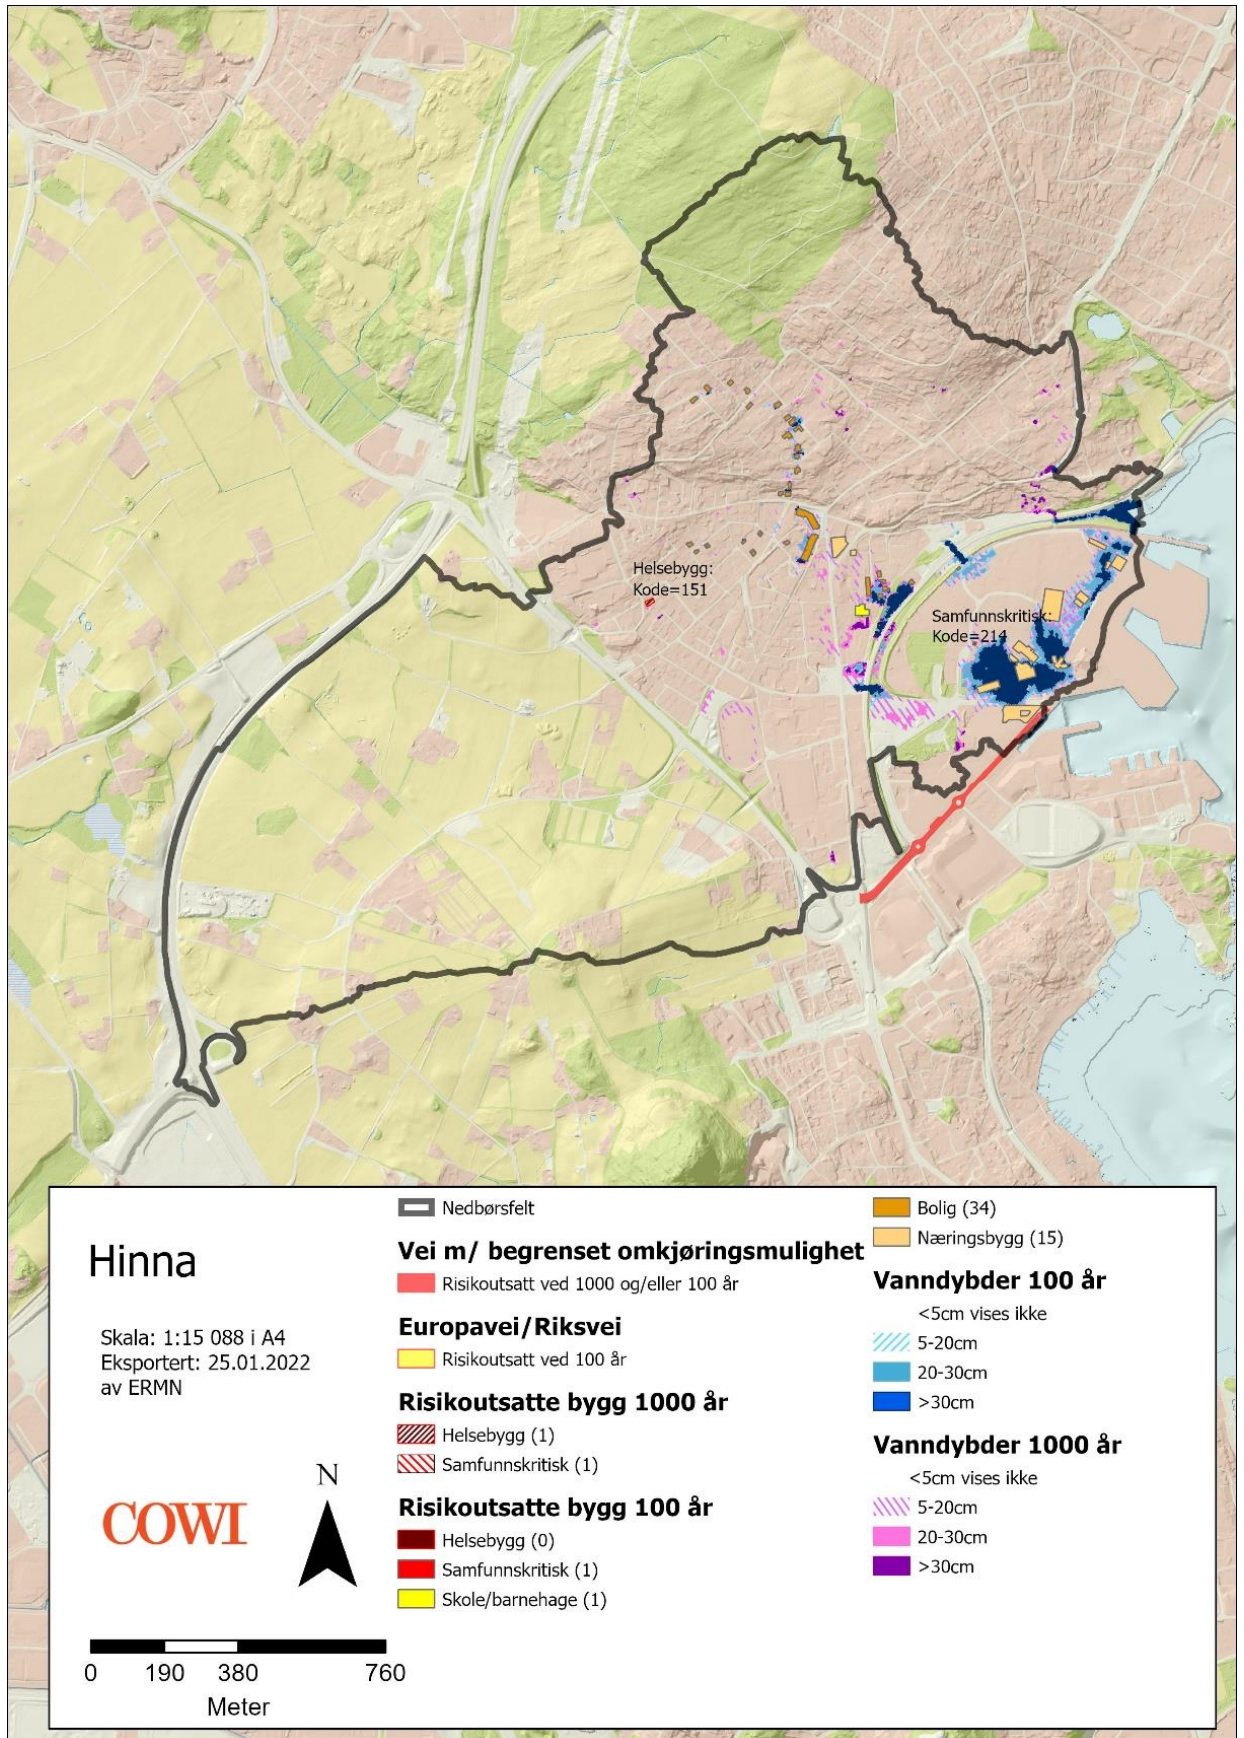 Helsebygg:
Kode=151
Samfunnskritisk:
Kode=214
Hinna
Skala: 1:15 088 i A4
Eksportert: 25.01.2022
av ERMN
COWI
N
0 190 380 760
Meter
Nedbørsfelt
Vei m/ begrenset omkjøringsmulighet
Risikoutsatt ved 1000 og/eller 100 år
Europavei/Riksvei
Risikoutsatt ved 100 år
Risikoutsatte bygg 1000 år
Helsebygg (1)
Samfunnskritisk (1)
Risikoutsatte bygg 100 år
Helsebygg (0)
Samfunnskritisk (1)
Skole/barnehage (1)
Bolig (34)
Næringsbygg (15)
Vanndybder 100 år
<5cm vises ikke
5-20cm
20-30cm
>30cm
Vanndybder 1000 år
<5cm vises ikke
5-20cm
20-30cm
>30cm